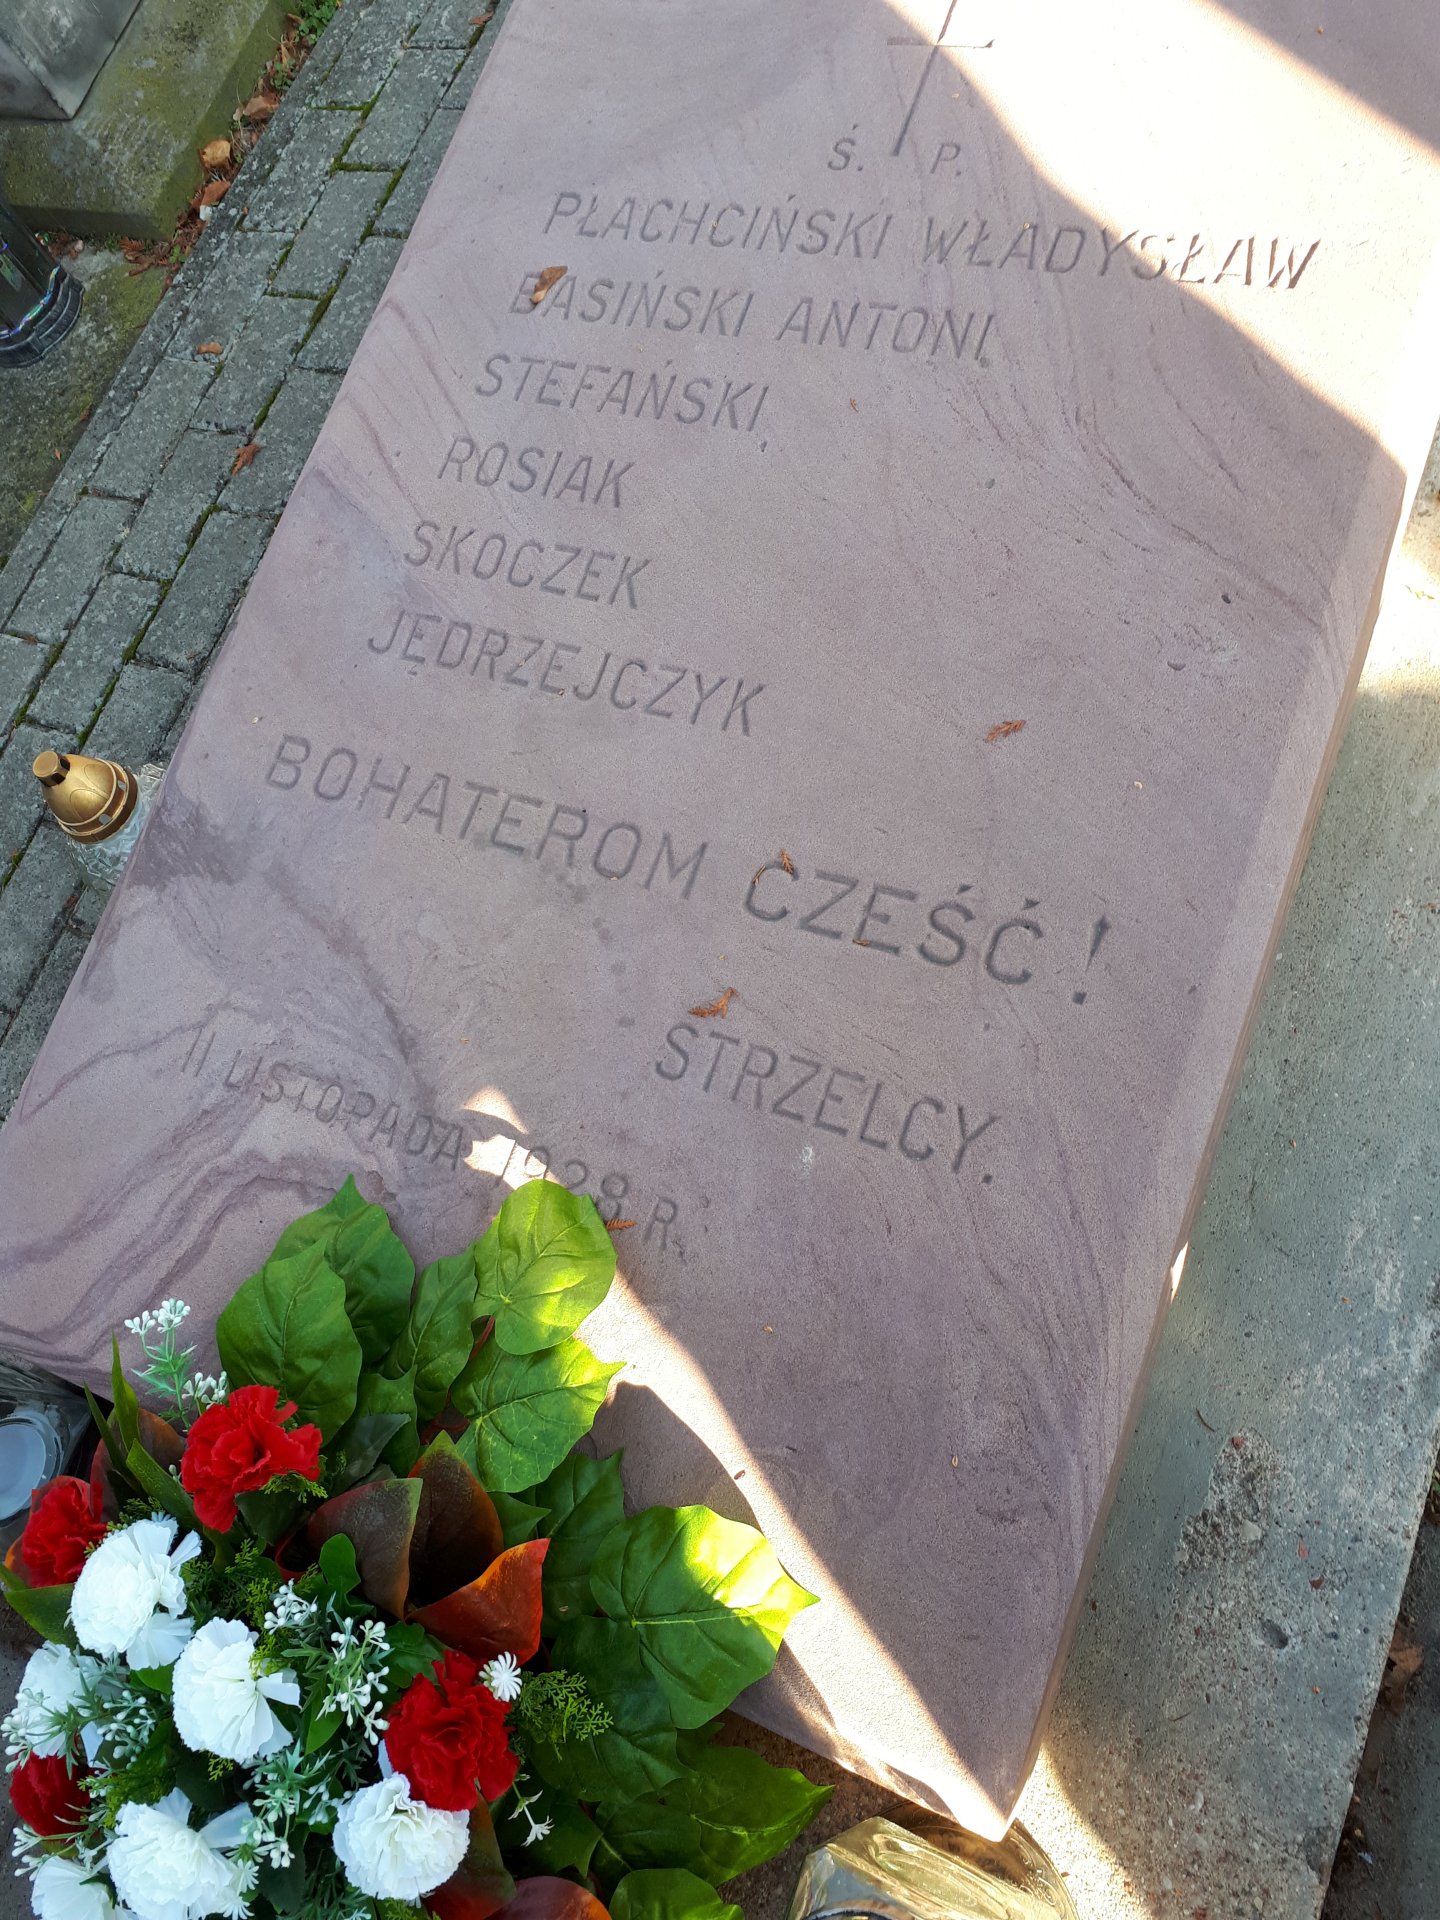 Ś. P.
PŁACHCIŃSKI WŁADYSŁAW
BASIŃSKI ANTONI
STEFAŃSKI
ROSIAK
SKOCZEK
JĘDRZEJCZYK
BOHATEROM CZEŚĆ!
STRZELCY.
11 LISTOPADA 1928 R.